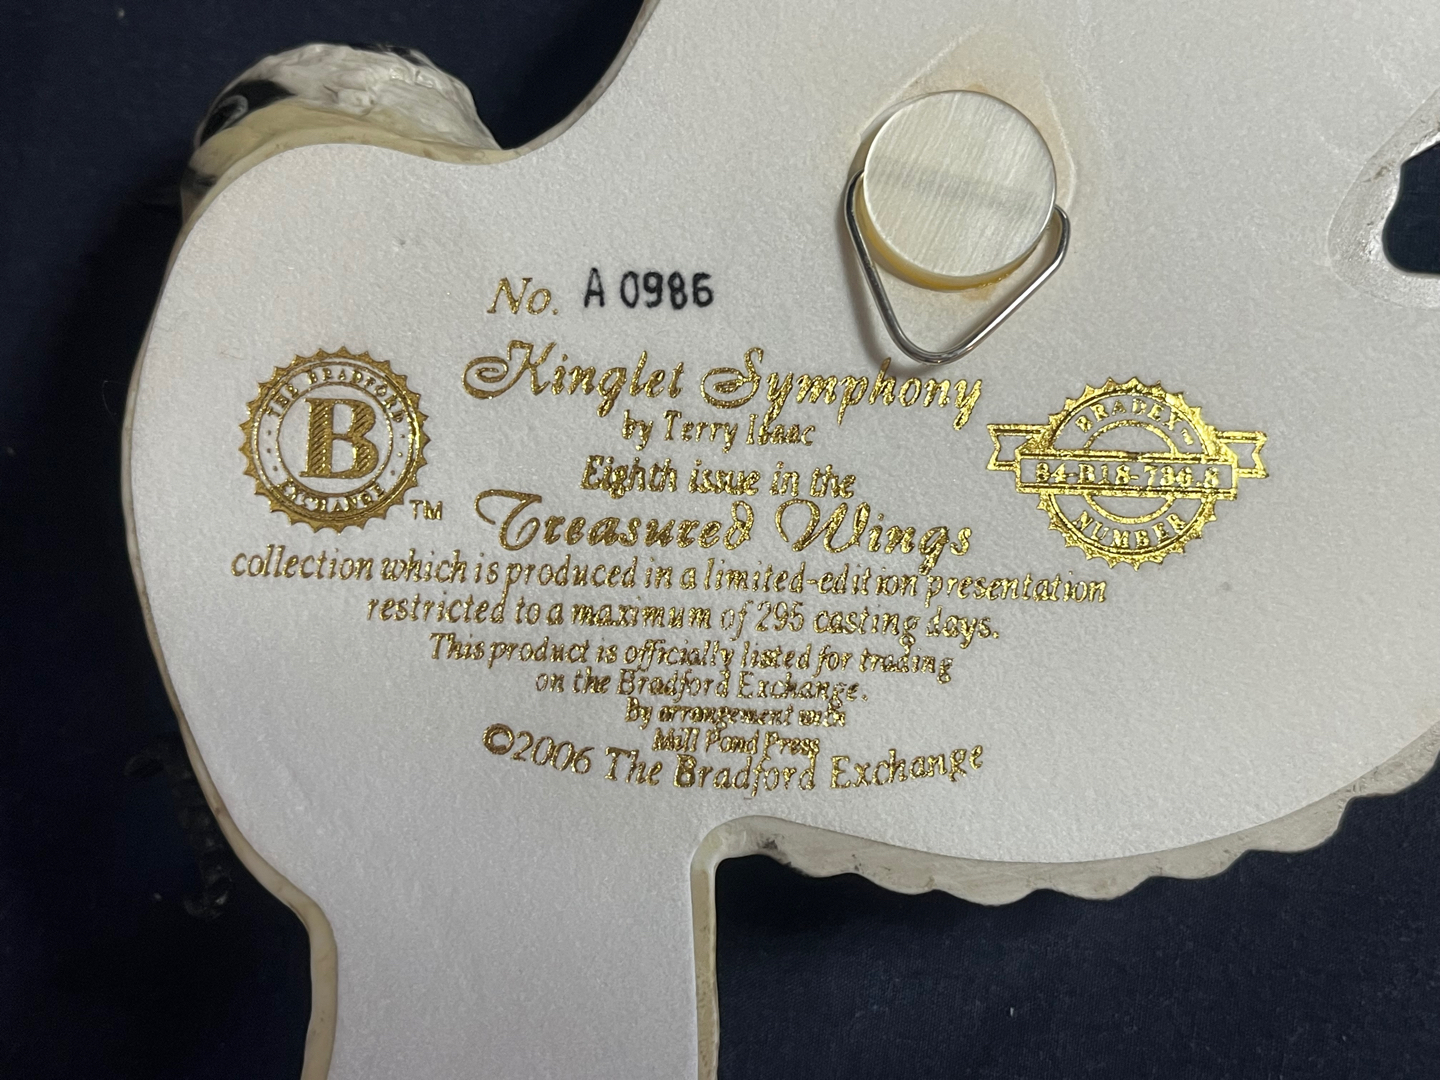 No. A 0986
Kinglet Symphony
by Terry Isaac
Eighth issue in the
Treasured Wings
collection which is produced in a limited-edition presentation
restricted to a maximum of 295 casting days.
This product is officially listed for trading
on the Bradford Exchange.
By arrangement with
Mill Pond Press
©2006 The Bradford Exchange
THE BRADFORD
B
EXCHANGE
TM
BRADEX™
84-B18-786.8
NUMBER